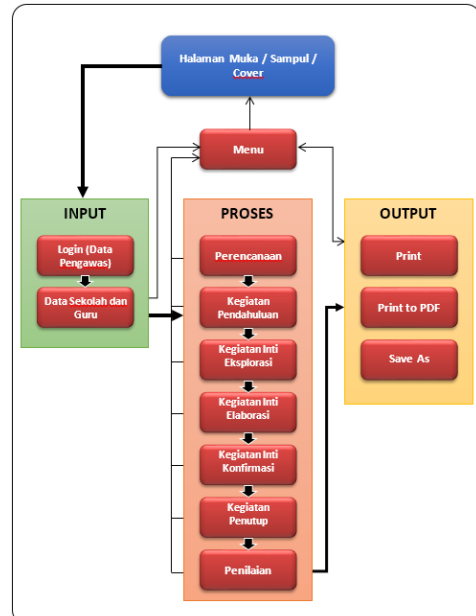 Halaman Muka / Sampul /
Cover
Menu
INPUT
Login (Data
Pengawas)
Data Sekolah dan
Guru
PROSES
Perencanaan
Kegiatan
Pendahuluan
Kegiatan Inti
Eksplorasi
Kegiatan Inti
Elaborasi
Kegiatan Inti
Konfirmasi
Kegiatan
Penutup
Penilaian
OUTPUT
Print
Print to PDF
Save As